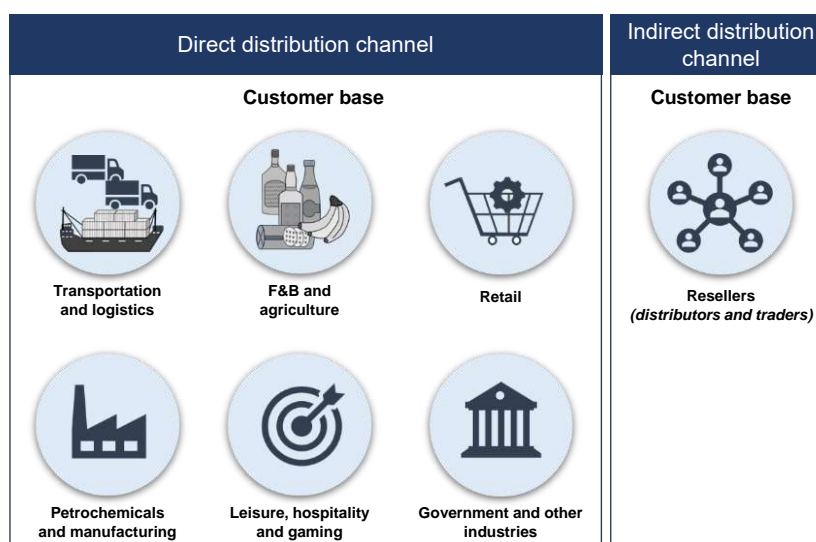 Direct distribution channel
Customer base
Transportation
and logistics
F&B and
agriculture
Retail
Petrochemicals
and manufacturing
Leisure, hospitality
and gaming
Government and other
industries
Indirect distribution
channel
Customer base
Resellers
(distributors and traders)